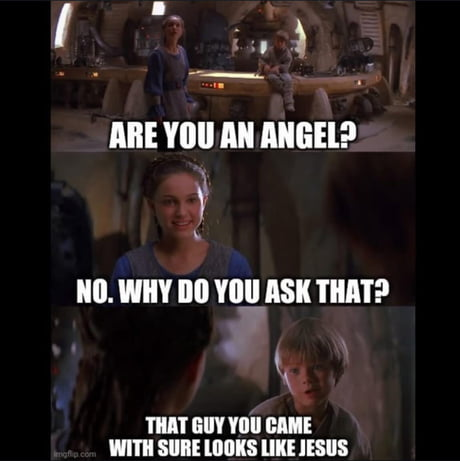 ARE YOU AN ANGEL?
NO. WHY DO YOU ASK THAT?
THAT GUY YOU CAME
WITH SURE LOOKS LIKE JESUS
imgflip.com